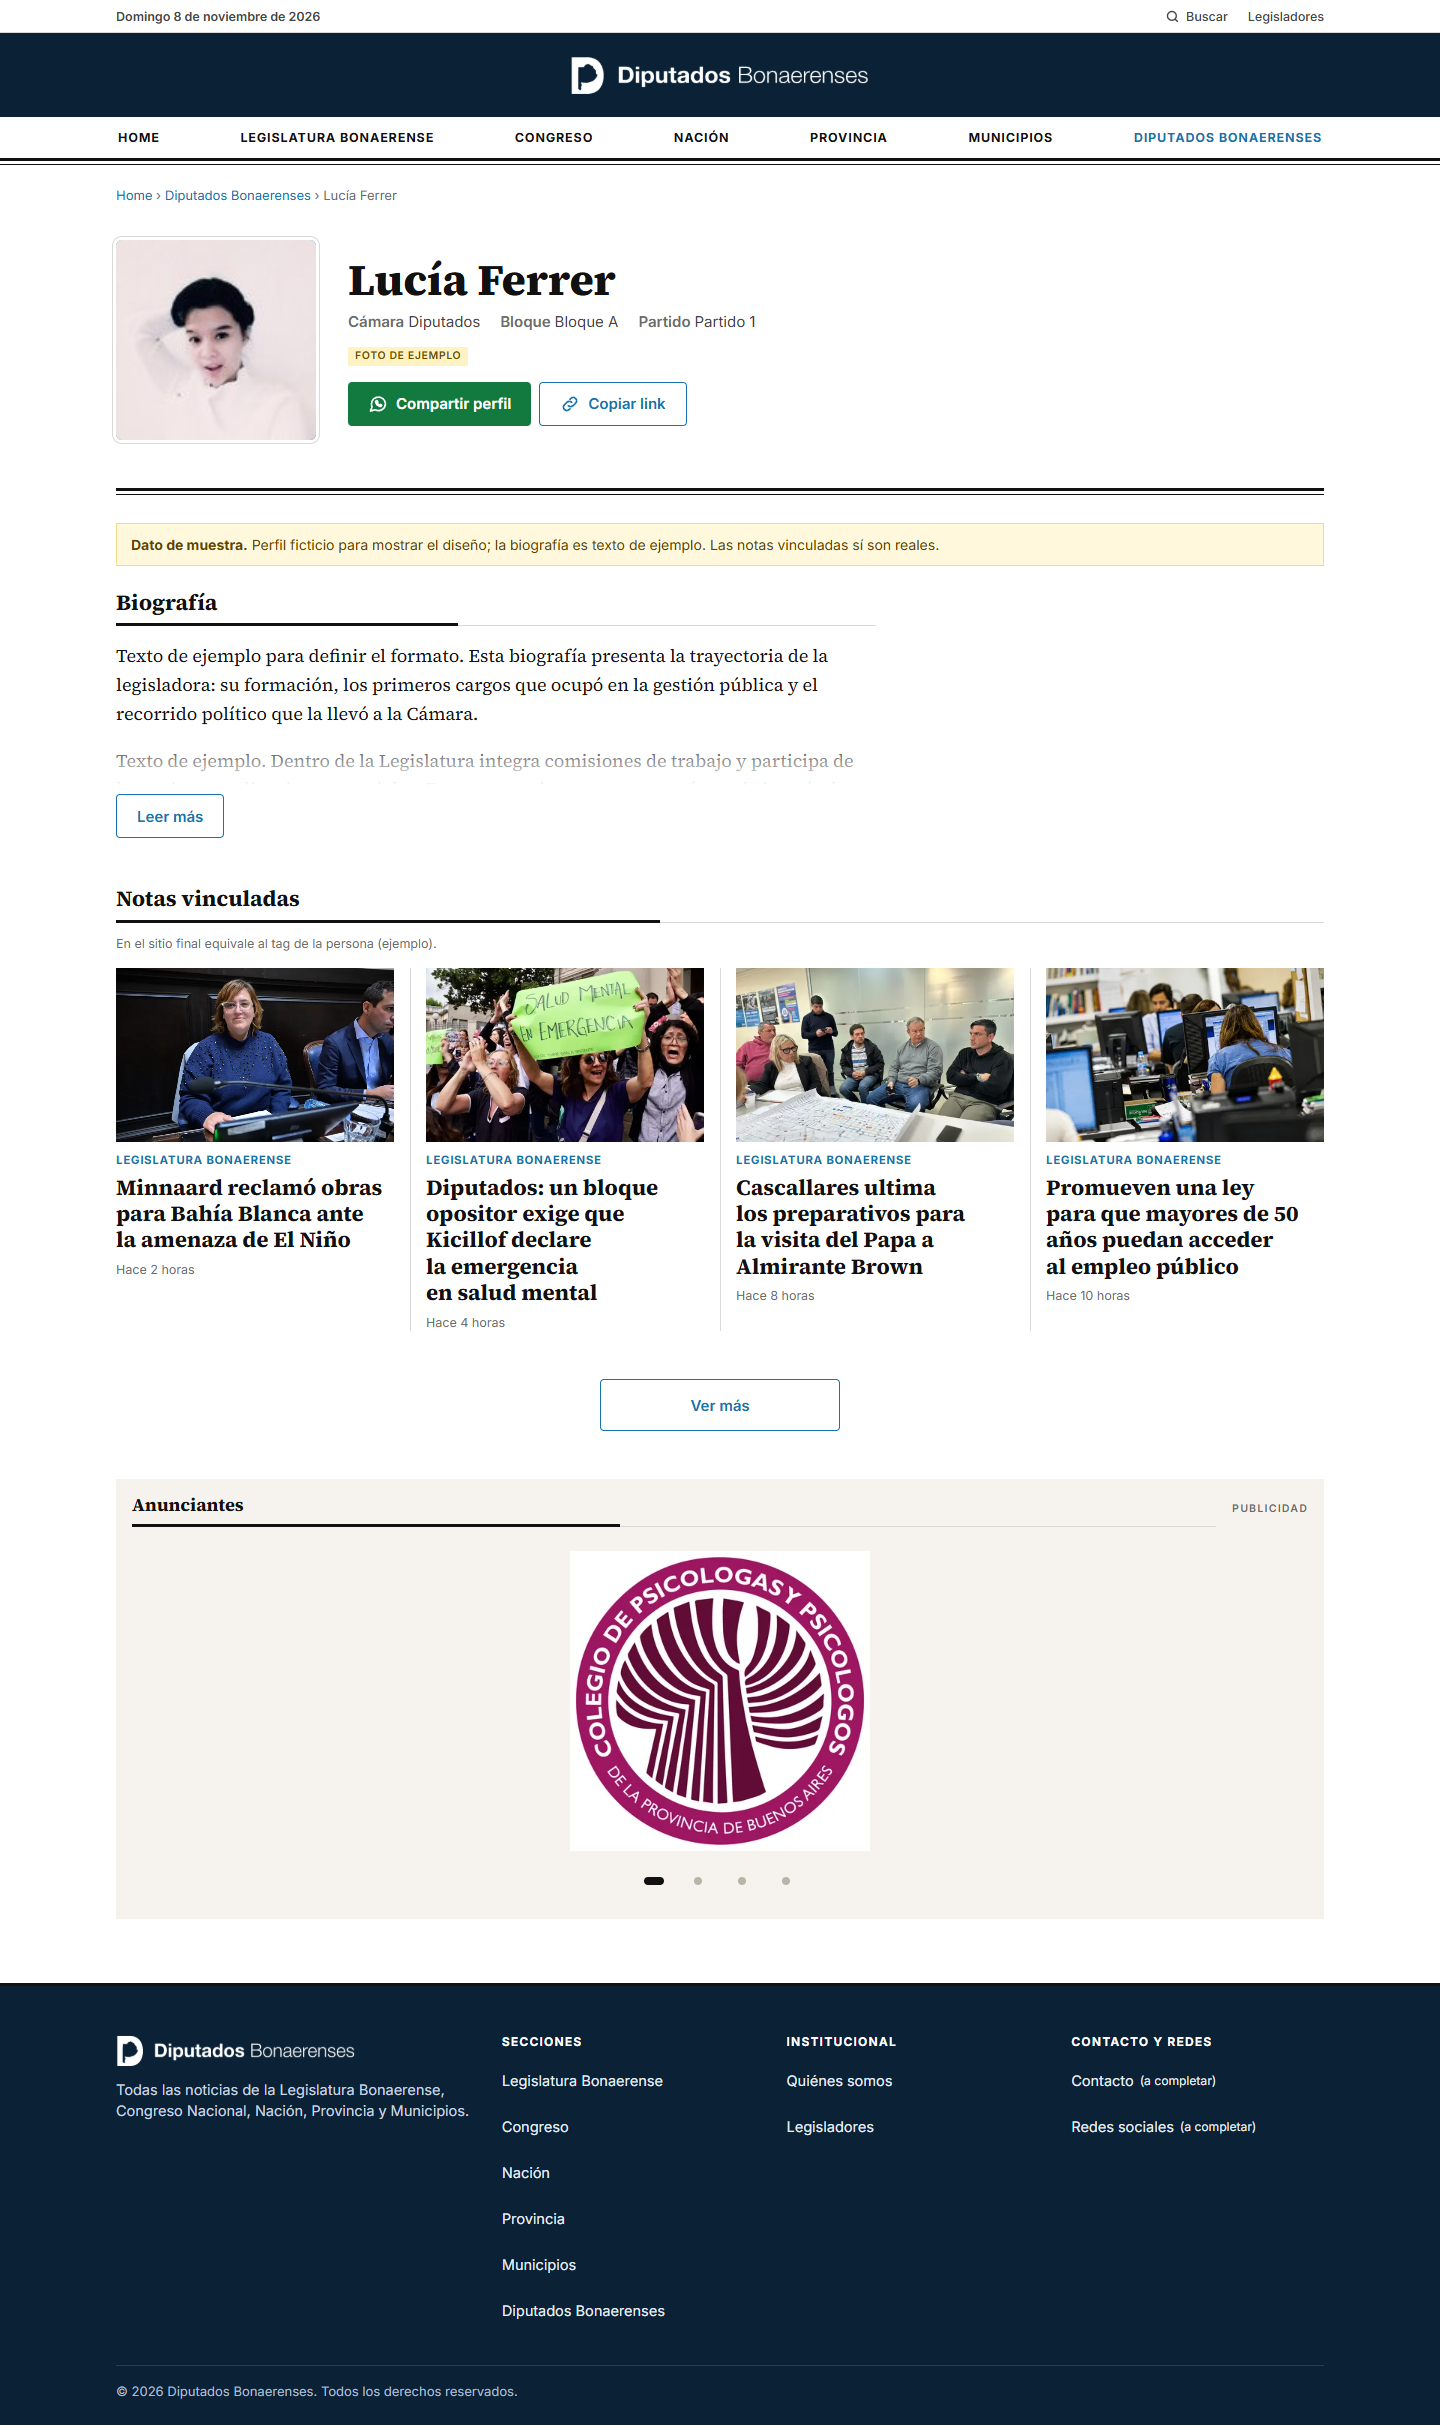 Domingo 8 de noviembre de 2026
Buscar Legisladores
Diputados Bonaerenses
HOME LEGISLATURA BONAERENSE CONGRESO NACIÓN PROVINCIA MUNICIPIOS DIPUTADOS BONAERENSES
Home › Diputados Bonaerenses › Lucía Ferrer
Lucía Ferrer
Cámara Diputados Bloque Bloque A Partido Partido 1
FOTO DE EJEMPLO
Compartir perfil Copiar link
Dato de muestra. Perfil ficticio para mostrar el diseño; la biografía es texto de ejemplo. Las notas vinculadas sí son reales.
Biografía
Texto de ejemplo para definir el formato. Esta biografía presenta la trayectoria de la
legisladora: su formación, los primeros cargos que ocupó en la gestión pública y el
recorrido político que la llevó a la Cámara.
Texto de ejemplo. Dentro de la Legislatura integra comisiones de trabajo y participa de
Leer más
Notas vinculadas
En el sitio final equivale al tag de la persona (ejemplo).
LEGISLATURA BONAERENSE
Minnaard reclamó obras
para Bahía Blanca ante
la amenaza de El Niño
Hace 2 horas
SALUD MENTAL
EN EMERGENCIA
LEGISLATURA BONAERENSE
Diputados: un bloque
opositor exige que
Kicillof declare
la emergencia
en salud mental
Hace 4 horas
LEGISLATURA BONAERENSE
Cascallares ultima
los preparativos para
la visita del Papa a
Almirante Brown
Hace 8 horas
LEGISLATURA BONAERENSE
Promueven una ley
para que mayores de 50
años puedan acceder
al empleo público
Hace 10 horas
Ver más
Anunciantes
PUBLICIDAD
COLEGIO DE PSICOLOGAS Y PSICOLOGOS
DE LA PROVINCIA DE BUENOS AIRES
Diputados Bonaerenses
Todas las noticias de la Legislatura Bonaerense,
Congreso Nacional, Nación, Provincia y Municipios.
SECCIONES
Legislatura Bonaerense
Congreso
Nación
Provincia
Municipios
Diputados Bonaerenses
INSTITUCIONAL
Quiénes somos
Legisladores
CONTACTO Y REDES
Contacto (a completar)
Redes sociales (a completar)
© 2026 Diputados Bonaerenses. Todos los derechos reservados.